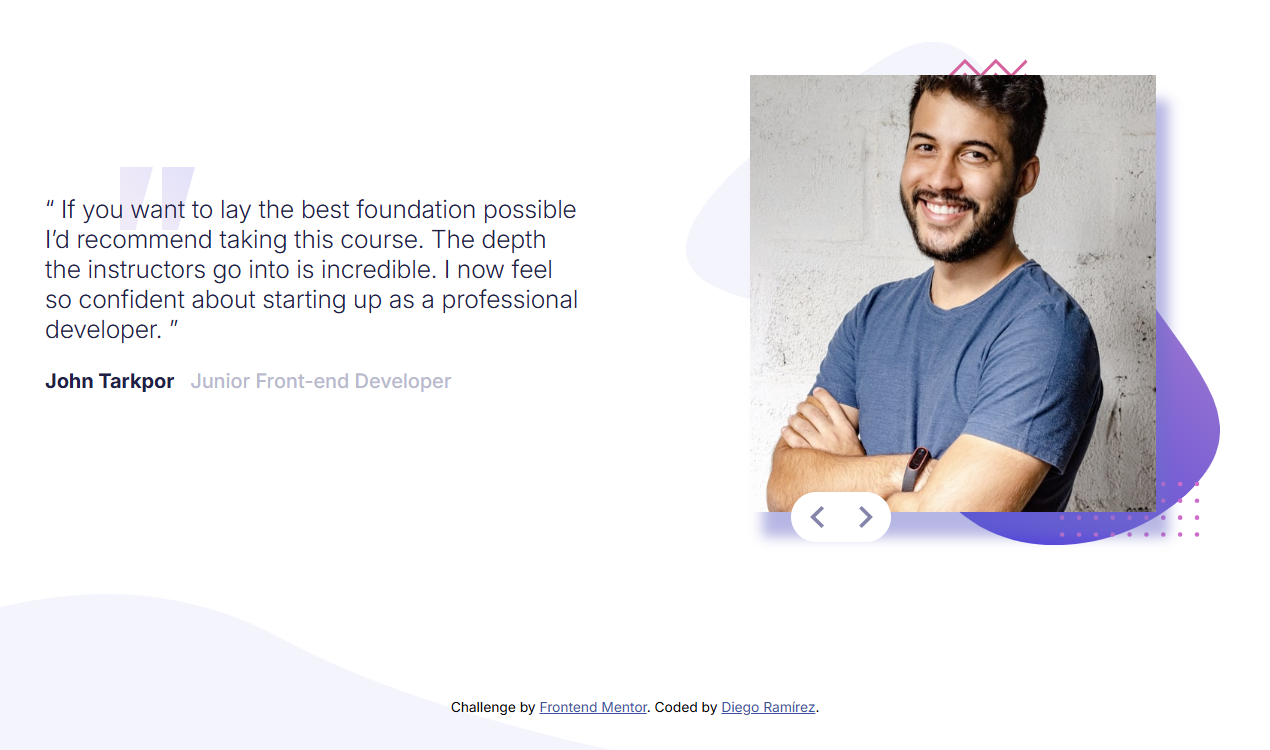 “ If you want to lay the best foundation possible
I’d recommend taking this course. The depth
the instructors go into is incredible. I now feel
so confident about starting up as a professional
developer. ”
John Tarkpor Junior Front-end Developer
Challenge by Frontend Mentor. Coded by Diego Ramírez.